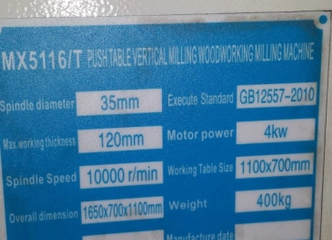 MX5116/T PUSH TABLE VERTICAL MILLING WOODWORKING MILLING MACHINE
Spindle diameter 35mm Execute Standard GB12557-2010
Max. working thickness 120mm Motor power 4kw
Spindle Speed 10000 r/min Working Table Size 1100x700mm
Overall dimension 1650x700x1100mm Weight 400kg
Manufacture date